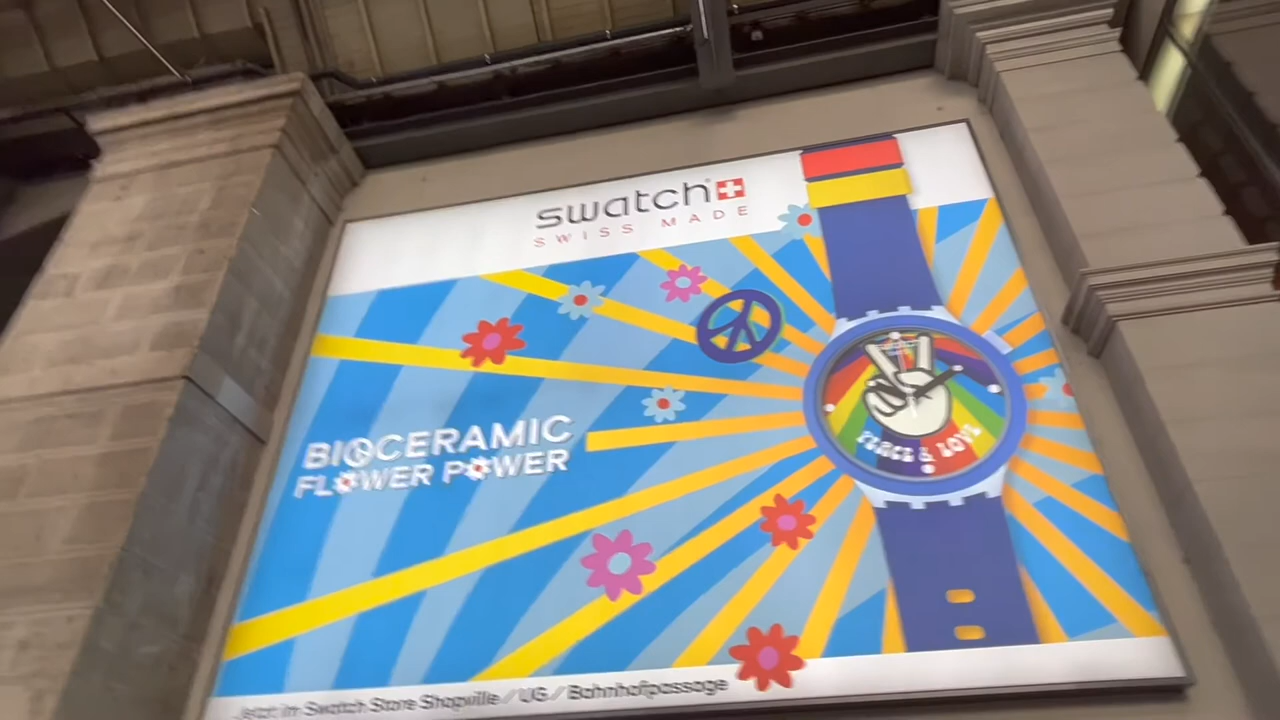 swatch
SWISS MADE
BIOCERAMIC
FLOWER POWER
PEACE & LOVE
Jetzt im Swatch Store Shopville / UG / Bahnhofpassage